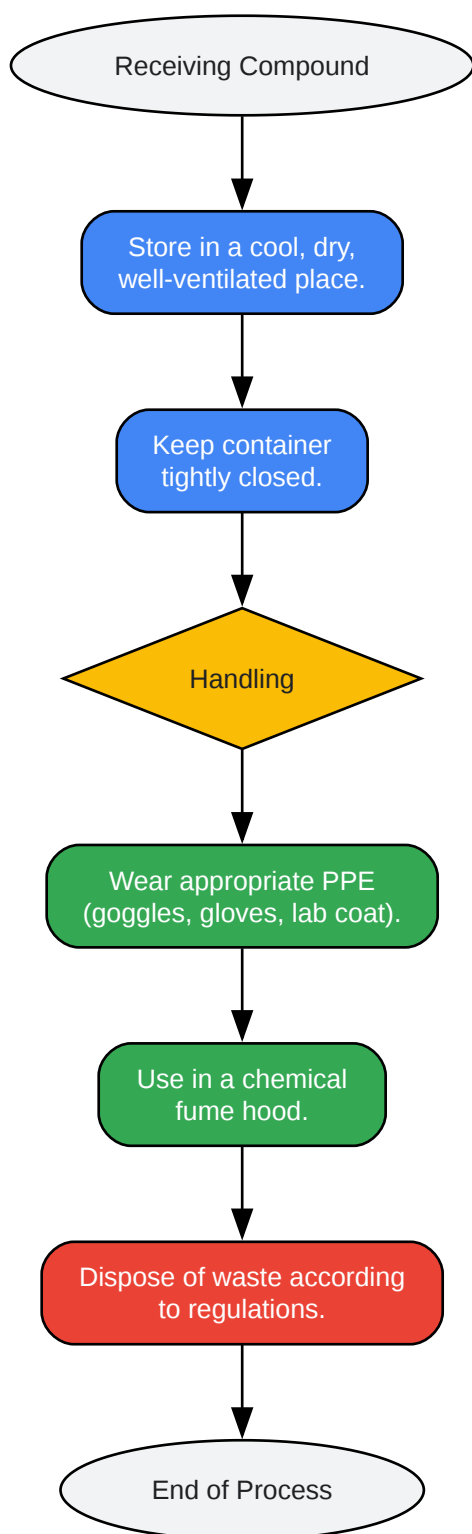 Receiving Compound
Store in a cool, dry,
well-ventilated place.
Keep container
tightly closed.
Handling
Wear appropriate PPE
(goggles, gloves, lab coat).
Use in a chemical
fume hood.
Dispose of waste according
to regulations.
End of Process